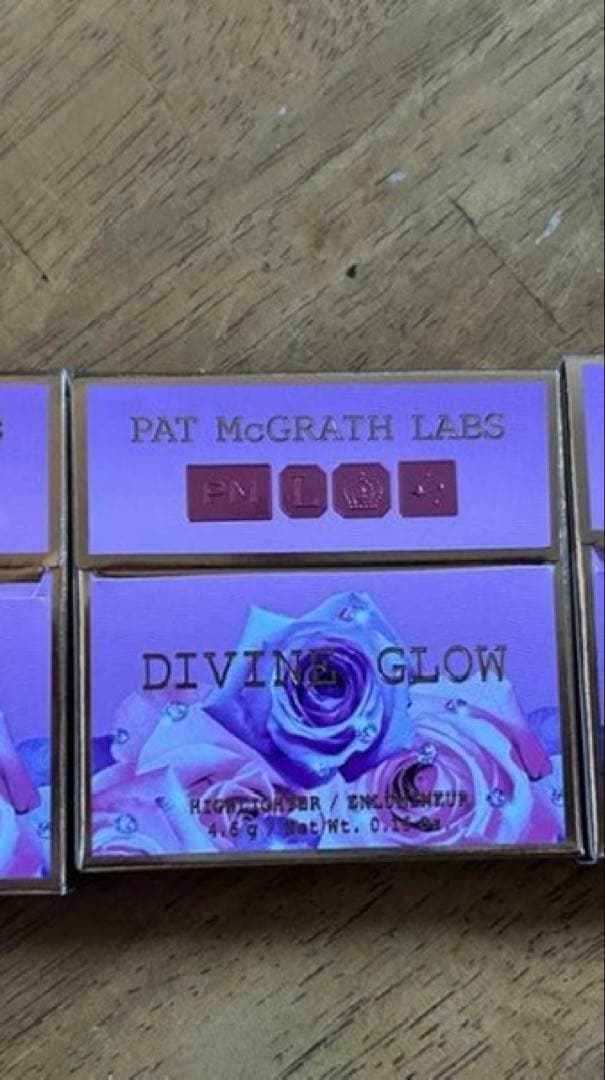 PAT McGRATH LABS
PM L
DIVINE GLOW
HIGHLIGHTER / ENLUMINEUR
4.6 g / Net Wt. 0.16 Oz.